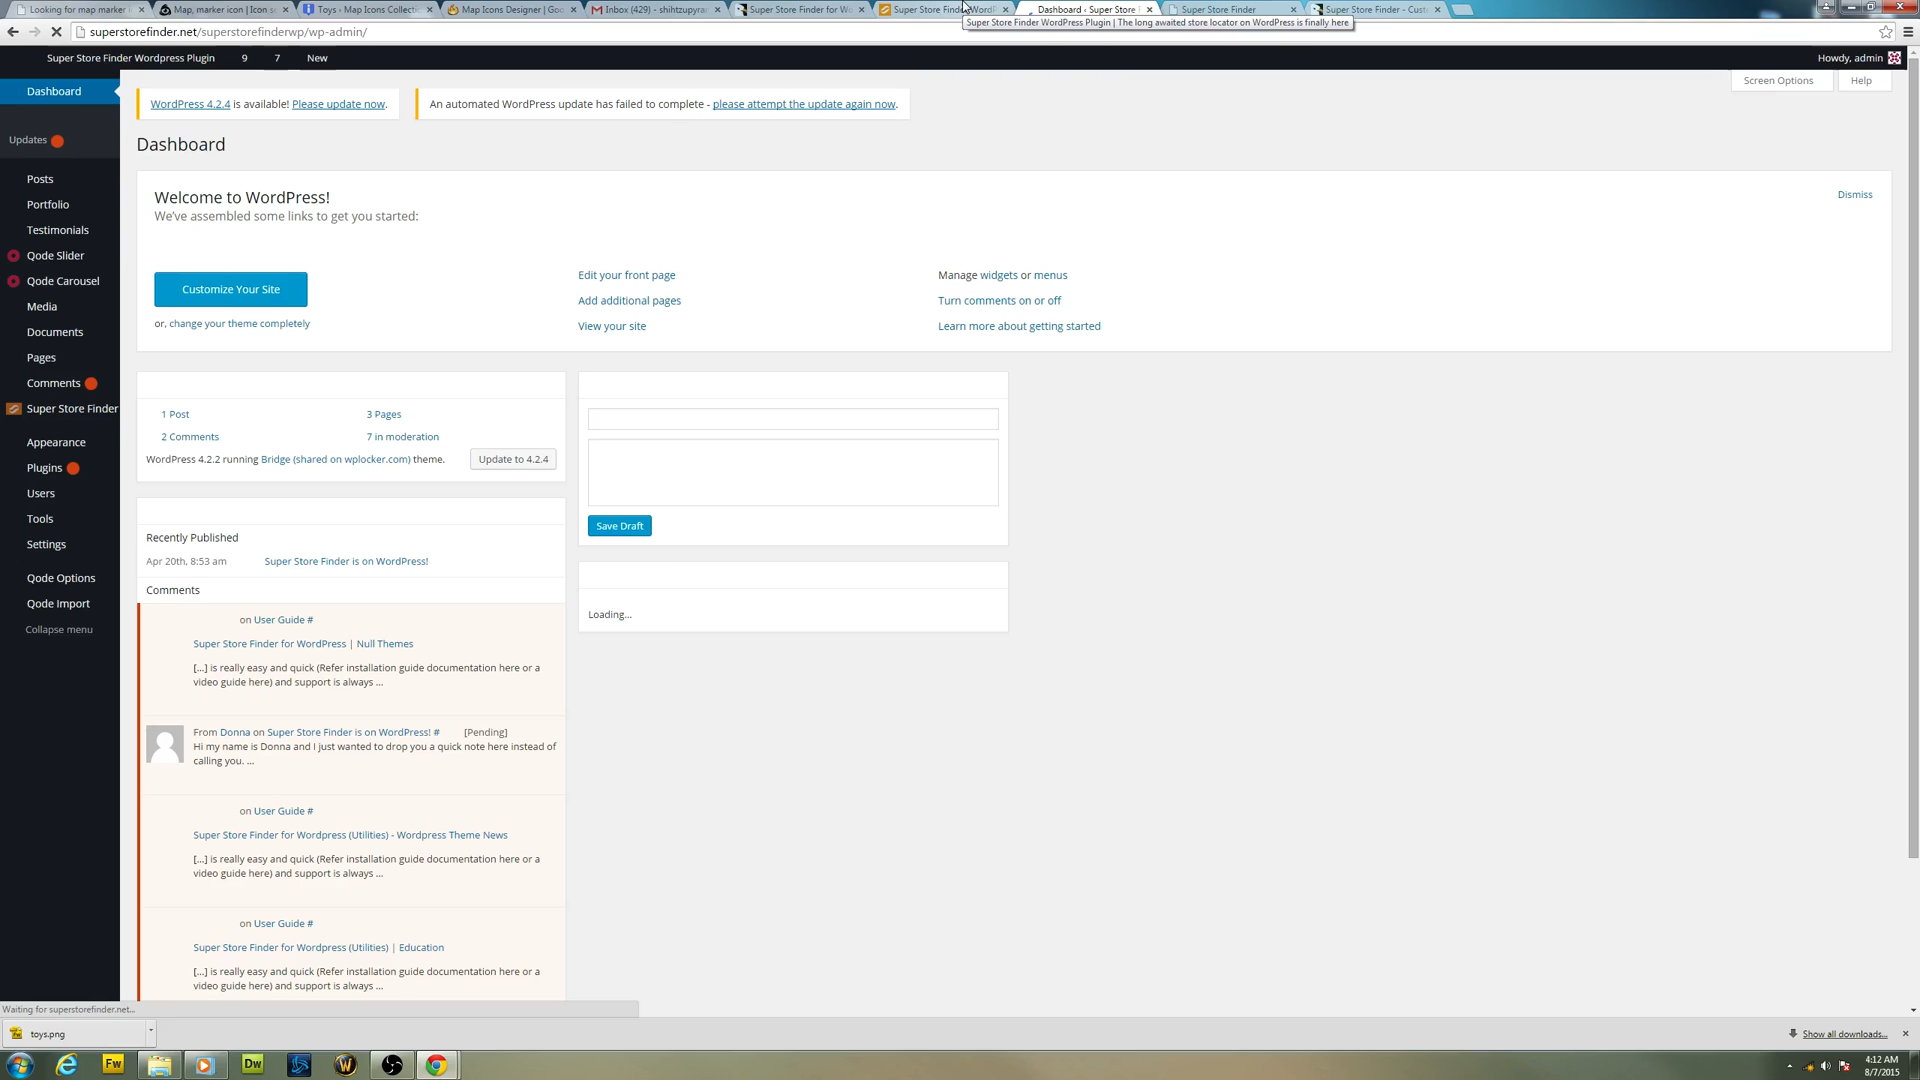 Looking for map marker i
Map, marker icon | Icon s
Toys › Map Icons Collecti
Map Icons Designer | Goo
Inbox (429) - shihtzupyra
Super Store Finder for Wo
Super Store Find
WordP
Dashboard ‹ Super Store F
Super Store Finder
Super Store Finder - Cust
Super Store Finder WordPress Plugin | The long awaited store locator on WordPress is finally here
superstorefinder.net/superstorefinderwp/wp-admin/
Super Store Finder Wordpress Plugin
9
7
New
Howdy, admin
Dashboard
Updates
Posts
Portfolio
Testimonials
Qode Slider
Qode Carousel
Media
Documents
Pages
Comments
Super Store Finder
Appearance
Plugins
Users
Tools
Settings
Qode Options
Qode Import
Collapse menu
Screen Options
Help
WordPress 4.2.4 is available! Please update now.
An automated WordPress update has failed to complete - please attempt the update again now.
Dashboard
Welcome to WordPress!
We've assembled some links to get you started:
Dismiss
Customize Your Site
or, change your theme completely
Edit your front page
Add additional pages
View your site
Manage widgets or menus
Turn comments on or off
Learn more about getting started
1 Post
3 Pages
2 Comments
7 in moderation
WordPress 4.2.2 running Bridge (shared on wplocker.com) theme.
Update to 4.2.4
Save Draft
Loading...
Recently Published
Apr 20th, 8:53 am
Super Store Finder is on WordPress!
Comments
on User Guide #
Super Store Finder for WordPress | Null Themes
[...] is really easy and quick (Refer installation guide documentation here or a
video guide here) and support is always ...
From Donna on Super Store Finder is on WordPress! # [Pending]
Hi my name is Donna and I just wanted to drop you a quick note here instead of
calling you. ...
on User Guide #
Super Store Finder for Wordpress (Utilities) - Wordpress Theme News
[...] is really easy and quick (Refer installation guide documentation here or a
video guide here) and support is always ...
on User Guide #
Super Store Finder for Wordpress (Utilities) | Education
[...] is really easy and quick (Refer installation guide documentation here or a
video guide here) and support is always ...
Waiting for superstorefinder.net...
toys.png
Show all downloads...
Fw
Dw
4:12 AM
8/7/2015